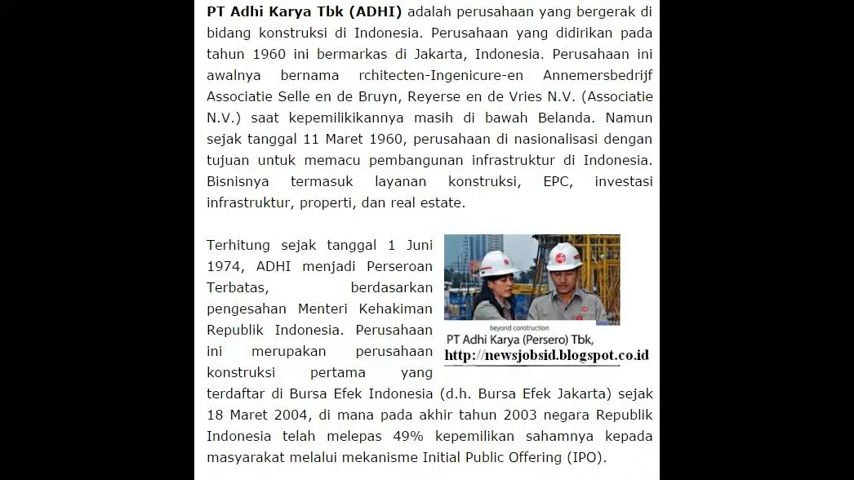 PT Adhi Karya Tbk (ADHI) adalah perusahaan yang bergerak di
bidang konstruksi di Indonesia. Perusahaan yang didirikan pada
tahun 1960 ini bermarkas di Jakarta, Indonesia. Perusahaan ini
awalnya bernama rchitecten-Ingenicure-en Annemersbedrijf
Associatie Selle en de Bruyn, Reyerse en de Vries N.V. (Associatie
N.V.) saat kepemilikikannya masih di bawah Belanda. Namun
sejak tanggal 11 Maret 1960, perusahaan di nasionalisasi dengan
tujuan untuk memacu pembangunan infrastruktur di Indonesia.
Bisnisnya termasuk layanan konstruksi, EPC, investasi
infrastruktur, properti, dan real estate.
Terhitung sejak tanggal 1 Juni
1974, ADHI menjadi Perseroan
Terbatas, berdasarkan
pengesahan Menteri Kehakiman
Republik Indonesia. Perusahaan
ini merupakan perusahaan
konstruksi pertama yang
beyond construction
PT Adhi Karya (Persero) Tbk,
http://newsjobsid.blogspot.co.id
terdaftar di Bursa Efek Indonesia (d.h. Bursa Efek Jakarta) sejak
18 Maret 2004, di mana pada akhir tahun 2003 negara Republik
Indonesia telah melepas 49% kepemilikan sahamnya kepada
masyarakat melalui mekanisme Initial Public Offering (IPO).